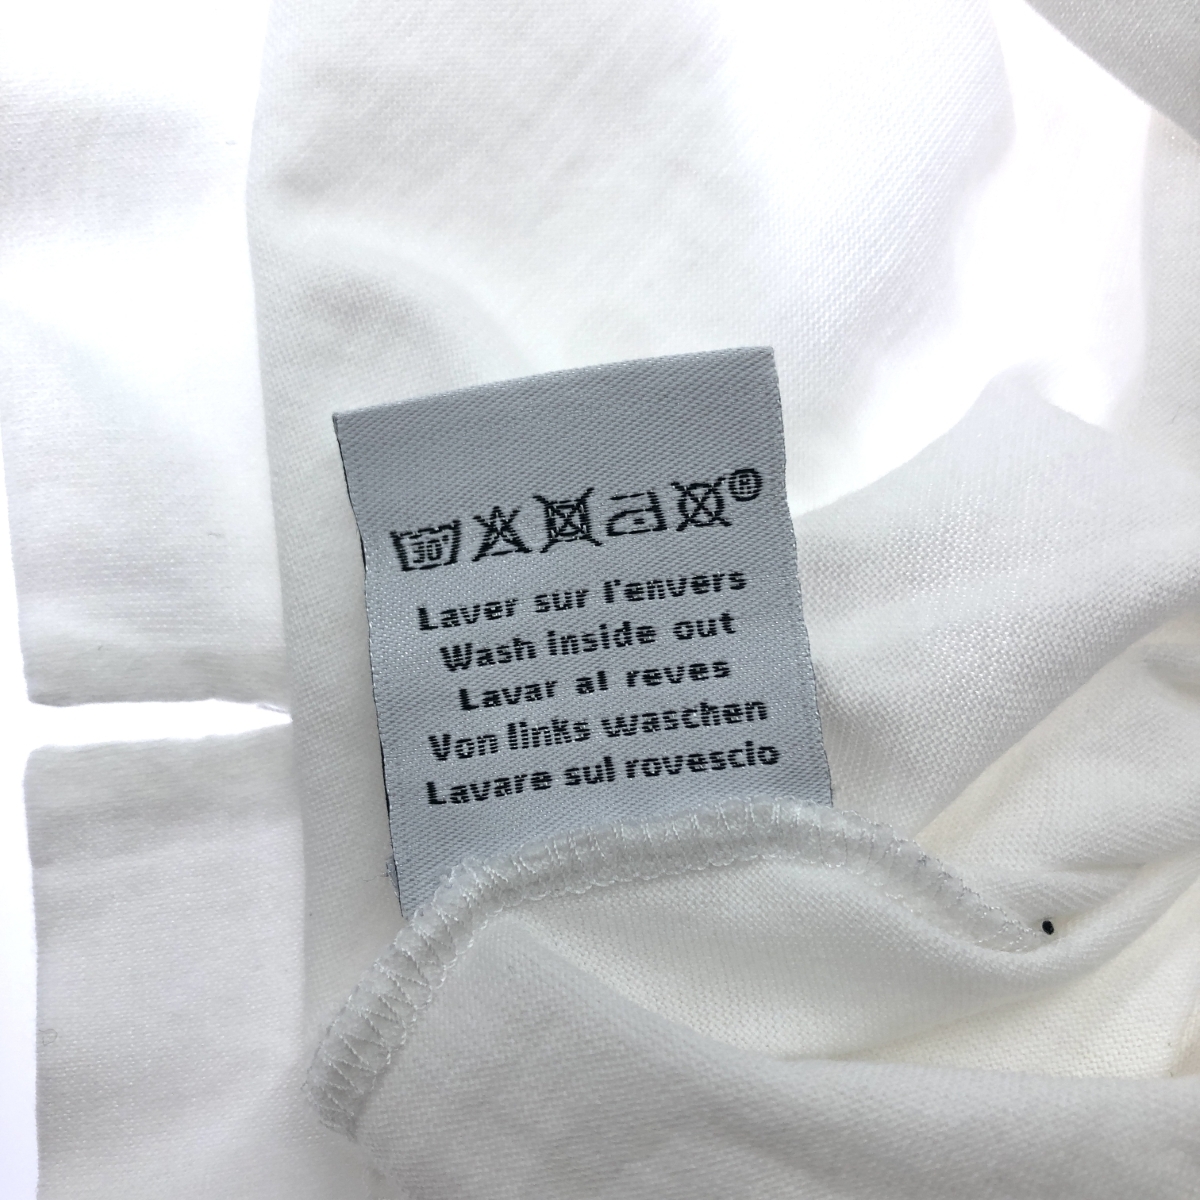 30° ®
Laver sur l'envers
Wash inside out
Lavar al reves
Von links waschen
Lavare sul rovescio